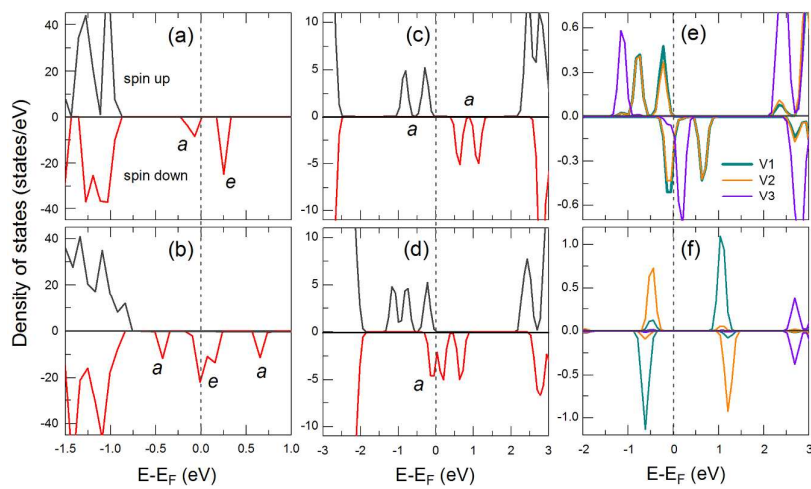 Density of states (states/eV)
40
20
0
-20
-40
(a)
spin up
a
spin down
e
10
5
0
-5
-10
(c)
a
a
0.6
0.3
0.0
-0.3
-0.6
(e)
V1
V2
V3
40
20
0
-20
-40
(b)
a
e
a
-1.5
-1.0
-0.5
0.0
0.5
1.0
E-EF (eV)
10
5
0
-5
-10
(d)
a
-3
-2
-1
0
1
2
3
E-EF (eV)
1.0
0.5
0.0
-0.5
-1.0
(f)
-2
-1
0
1
2
3
E-EF (eV)